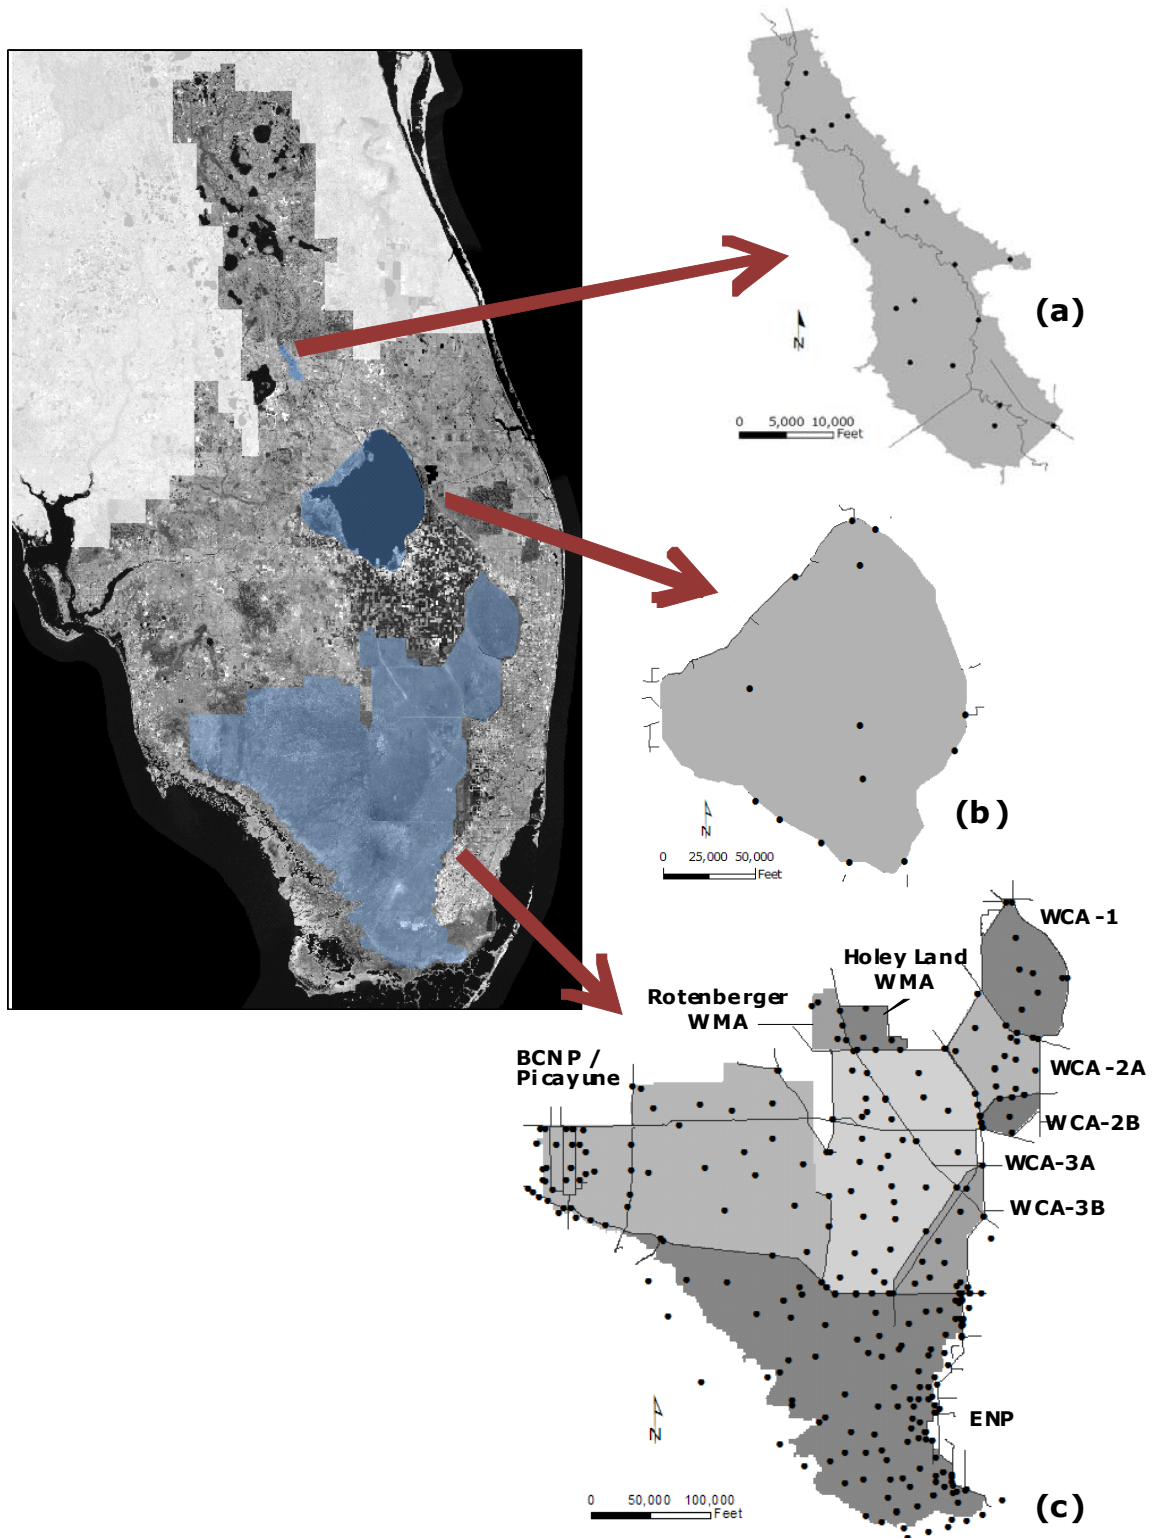 (a)
N
0 5,000 10,000
Feet
(b)
N
0 25,000 50,000
Feet
WCA-1
Holey Land
WMA
Rotenberger
WMA
BCNP /
Picayune
WCA-2A
WCA-2B
WCA-3A
WCA-3B
ENP
N
0 50,000 100,000
Feet
(c)